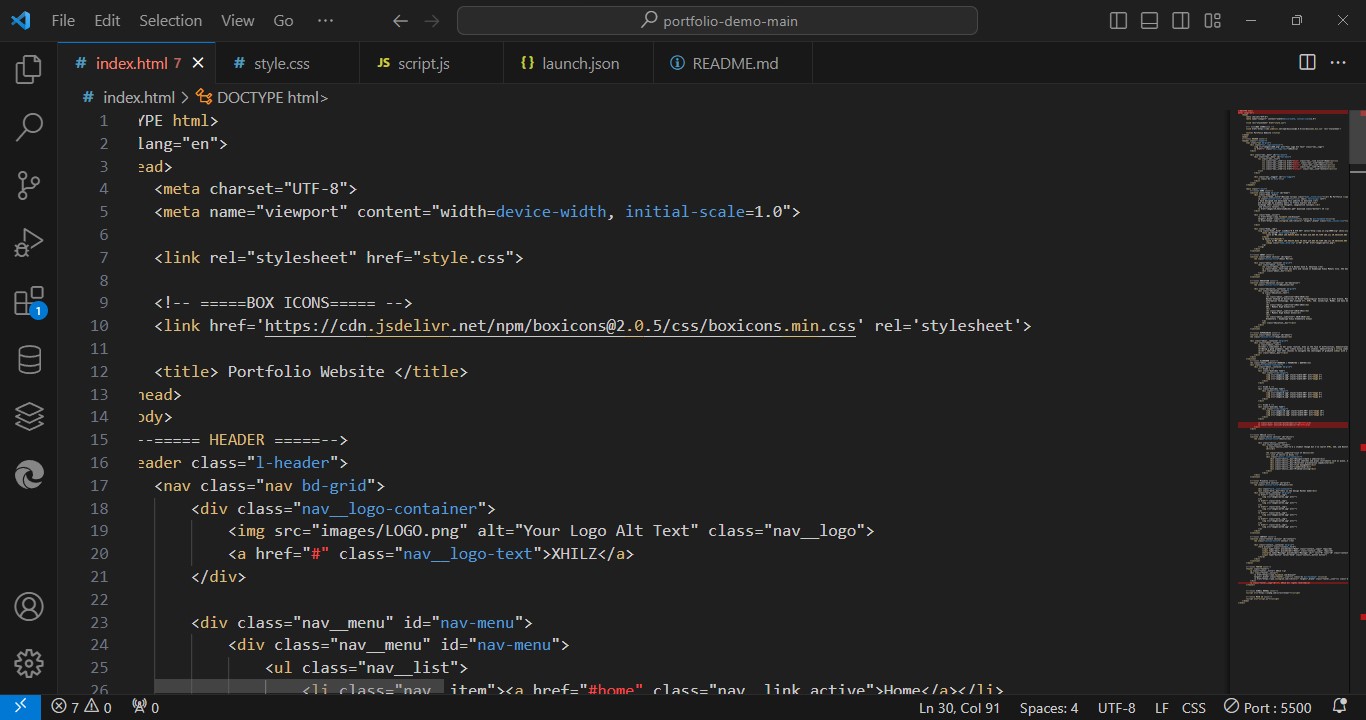 File Edit Selection View Go ··· portfolio-demo-main
# index.html 7 # style.css JS script.js {} launch.json README.md
# index.html > DOCTYPE html>
1 YPE html>
2 lang="en">
3 ead>
4 <meta charset="UTF-8">
5 <meta name="viewport" content="width=device-width, initial-scale=1.0">
6
7 <link rel="stylesheet" href="style.css">
8
9 <!-- =====BOX ICONS===== -->
10 <link href='https://cdn.jsdelivr.net/npm/boxicons@2.0.5/css/boxicons.min.css' rel='stylesheet'>
11
12 <title> Portfolio Website </title>
13 head>
14 ody>
15 --===== HEADER =====-->
16 eader class="l-header">
17 <nav class="nav bd-grid">
18 <div class="nav__logo-container">
19 <img src="images/LOGO.png" alt="Your Logo Alt Text" class="nav__logo">
20 <a href="#" class="nav__logo-text">XHILZ</a>
21 </div>
22
23 <div class="nav__menu" id="nav-menu">
24 <div class="nav__menu" id="nav-menu">
25 <ul class="nav__list">
26 <li class="nav__item"><a href="#home" class="nav__link active">Home</a></li>
1
7 0 0 Ln 30, Col 91 Spaces: 4 UTF-8 LF CSS Port : 5500